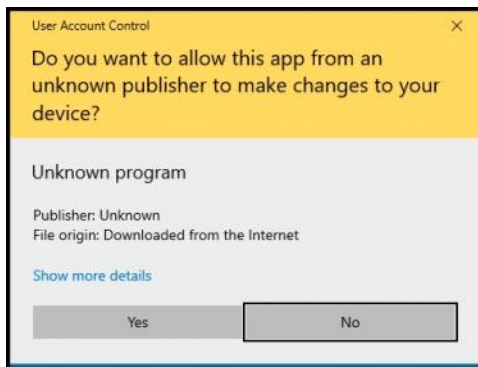 User Account Control
Do you want to allow this app from an
unknown publisher to make changes to your
device?
Unknown program
Publisher: Unknown
File origin: Downloaded from the Internet
Show more details
Yes
No